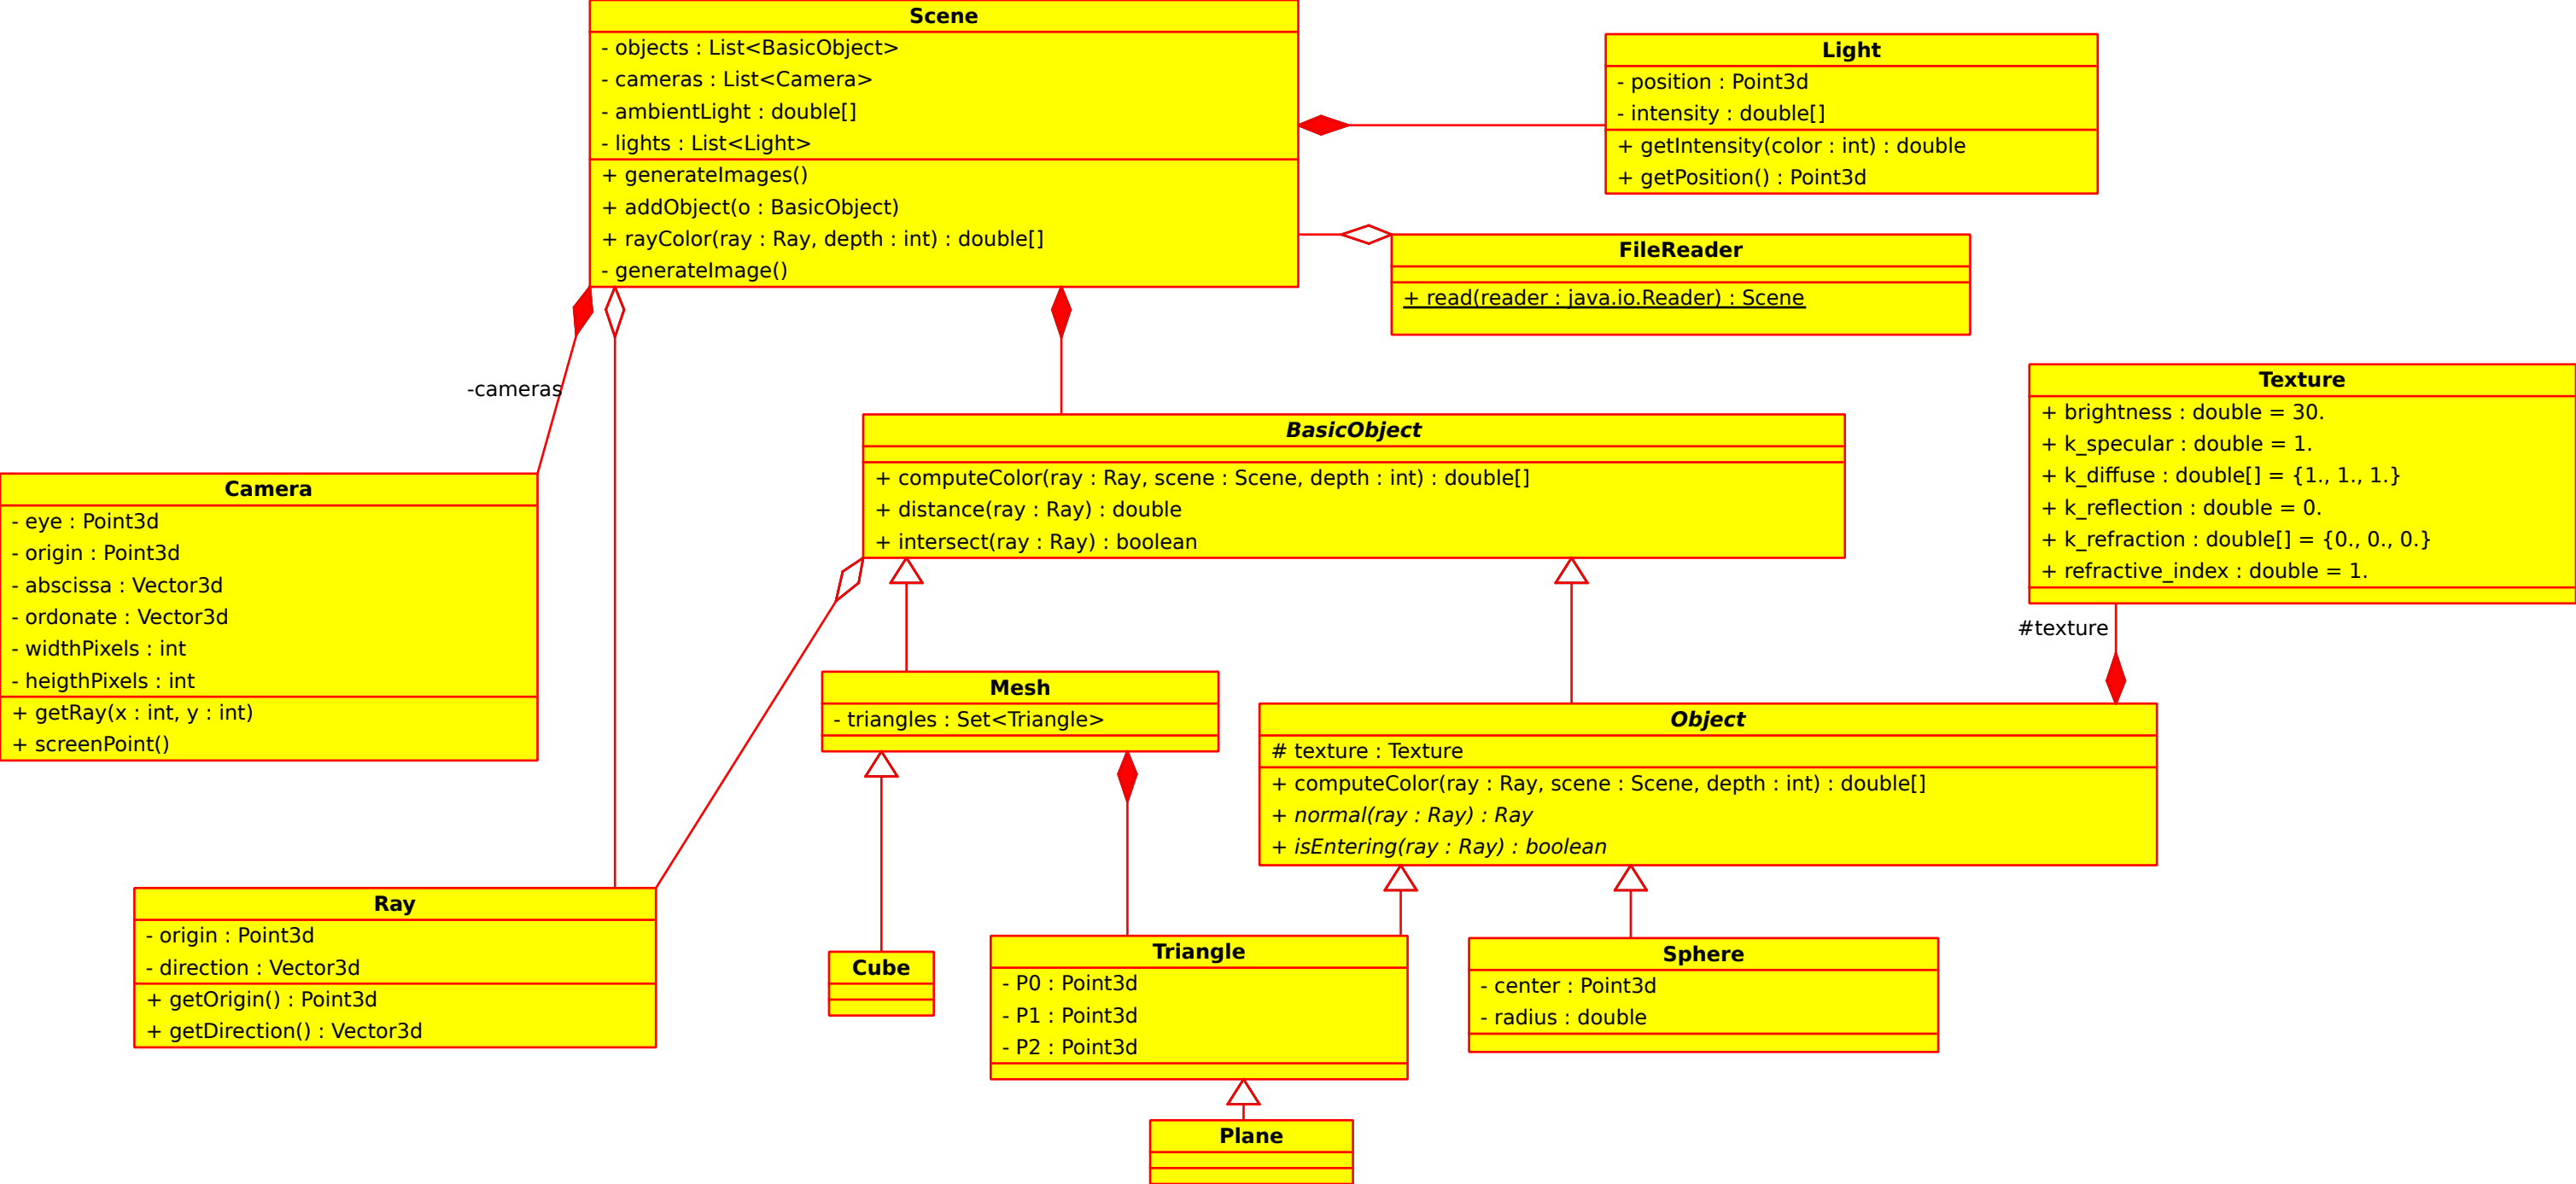 Scene
- objects : List<BasicObject>
- cameras : List<Camera>
- ambientLight : double[]
- lights : List<Light>
+ generateImages()
+ addObject(o : BasicObject)
+ rayColor(ray : Ray, depth : int) : double[]
- generateImage()
Light
- position : Point3d
- intensity : double[]
+ getIntensity(color : int) : double
+ getPosition() : Point3d
FileReader
+ read(reader : java.io.Reader) : Scene
-cameras
Texture
+ brightness : double = 30.
+ k_specular : double = 1.
+ k_diffuse : double[] = {1., 1., 1.}
+ k_reflection : double = 0.
+ k_refraction : double[] = {0., 0., 0.}
+ refractive_index : double = 1.
#texture
BasicObject
+ computeColor(ray : Ray, scene : Scene, depth : int) : double[]
+ distance(ray : Ray) : double
+ intersect(ray : Ray) : boolean
Camera
- eye : Point3d
- origin : Point3d
- abscissa : Vector3d
- ordonate : Vector3d
- widthPixels : int
- heigthPixels : int
+ getRay(x : int, y : int)
+ screenPoint()
Mesh
- triangles : Set<Triangle>
Object
# texture : Texture
+ computeColor(ray : Ray, scene : Scene, depth : int) : double[]
+ normal(ray : Ray) : Ray
+ isEntering(ray : Ray) : boolean
Ray
- origin : Point3d
- direction : Vector3d
+ getOrigin() : Point3d
+ getDirection() : Vector3d
Cube
Triangle
- P0 : Point3d
- P1 : Point3d
- P2 : Point3d
Sphere
- center : Point3d
- radius : double
Plane